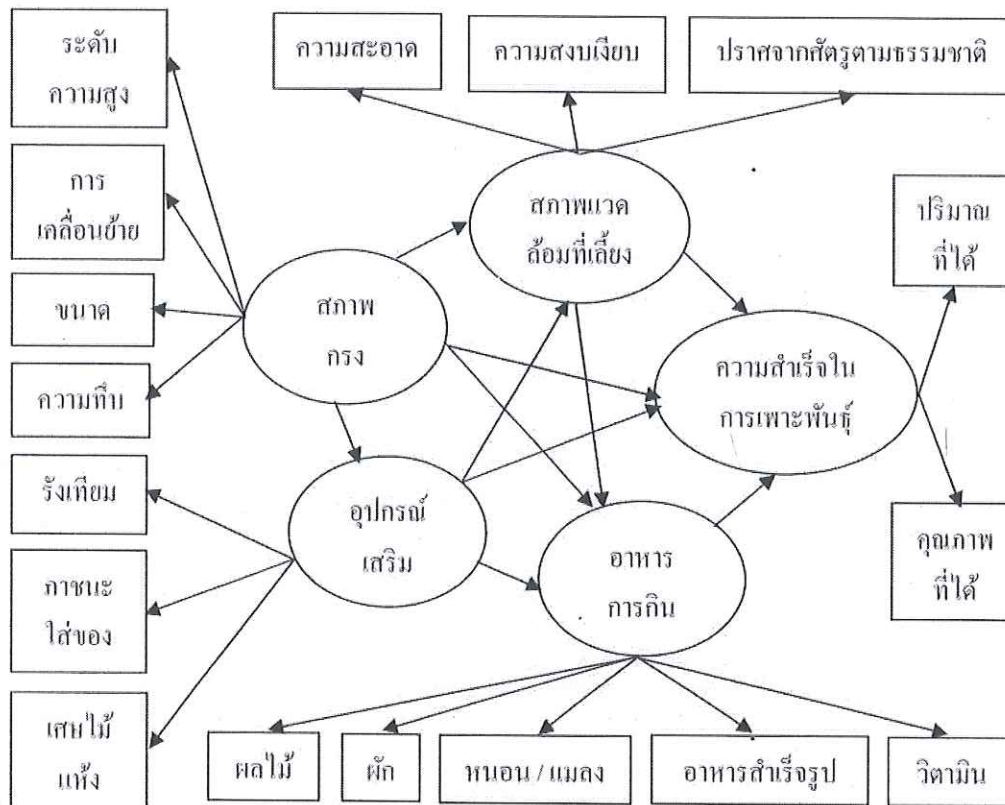 ระดับ
ความสูง
ความสะอาด
ความสงบเงียบ
ปราศจากศัตรูตามธรรมชาติ
การ
เคลื่อนย้าย
สภาพแวด
ล้อมที่เลี้ยง
ปริมาณ
ที่ได้
ขนาด
สภาพ
กรง
ความทึบ
ความสำเร็จใน
การเพาะพันธุ์
รังเทียม
อุปกรณ์
เสริม
ภาชนะ
ใส่ของ
อาหาร
การกิน
คุณภาพ
ที่ได้
เศษไม้
แห้ง
ผลไม้
ผัก
หนอน / แมลง
อาหารสำเร็จรูป
วิตามิน